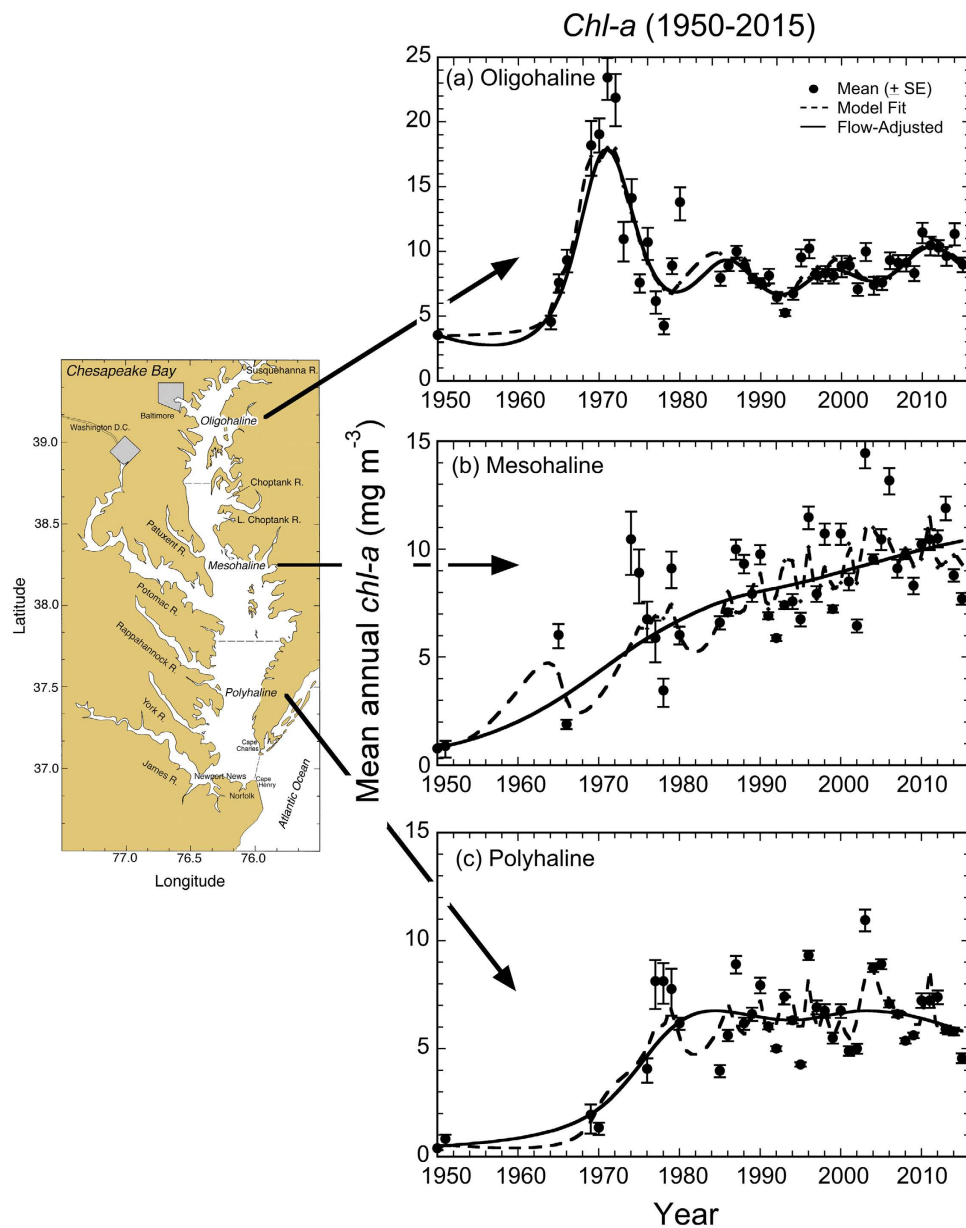 Chl-a (1950-2015)
(a) Oligohaline
Mean (± SE)
Model Fit
Flow-Adjusted
25
20
15
10
5
0
1950 1960 1970 1980 1990 2000 2010
Chesapeake Bay
Susquehanna R.
Baltimore
Oligohaline
Washington D.C.
Choptank R.
L. Choptank R.
Patuxent R.
Mesohaline
Potomac R.
Rappahannock R.
Polyhaline
York R.
Cape
Charles
James R.
Newport News
Cape
Henry
Norfolk
Atlantic Ocean
39.0
38.5
38.0
37.5
37.0
Latitude
77.0 76.5 76.0
Longitude
Mean annual chl-a (mg m-3)
(b) Mesohaline
15
10
5
0
1950 1960 1970 1980 1990 2000 2010
(c) Polyhaline
15
10
5
0
1950 1960 1970 1980 1990 2000 2010
Year